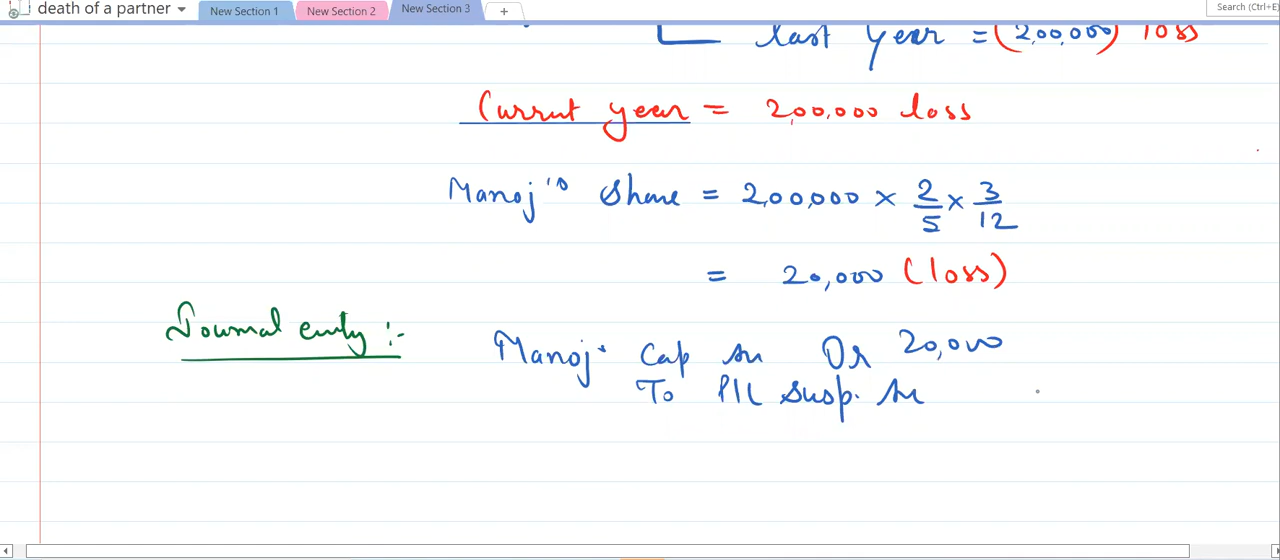 death of a partner New Section 1 New Section 2 New Section 3 + Search (Ctrl+E)
last year = (2,00,000) loss
Current year = 2,00,000 loss
Manoj's Share = 2,00,000 × 2/5 × 3/12
= 20,000 (loss)
Journal entry :-
Manoj's Cap A/c Dr 20,000
To P/L Susp. A/c